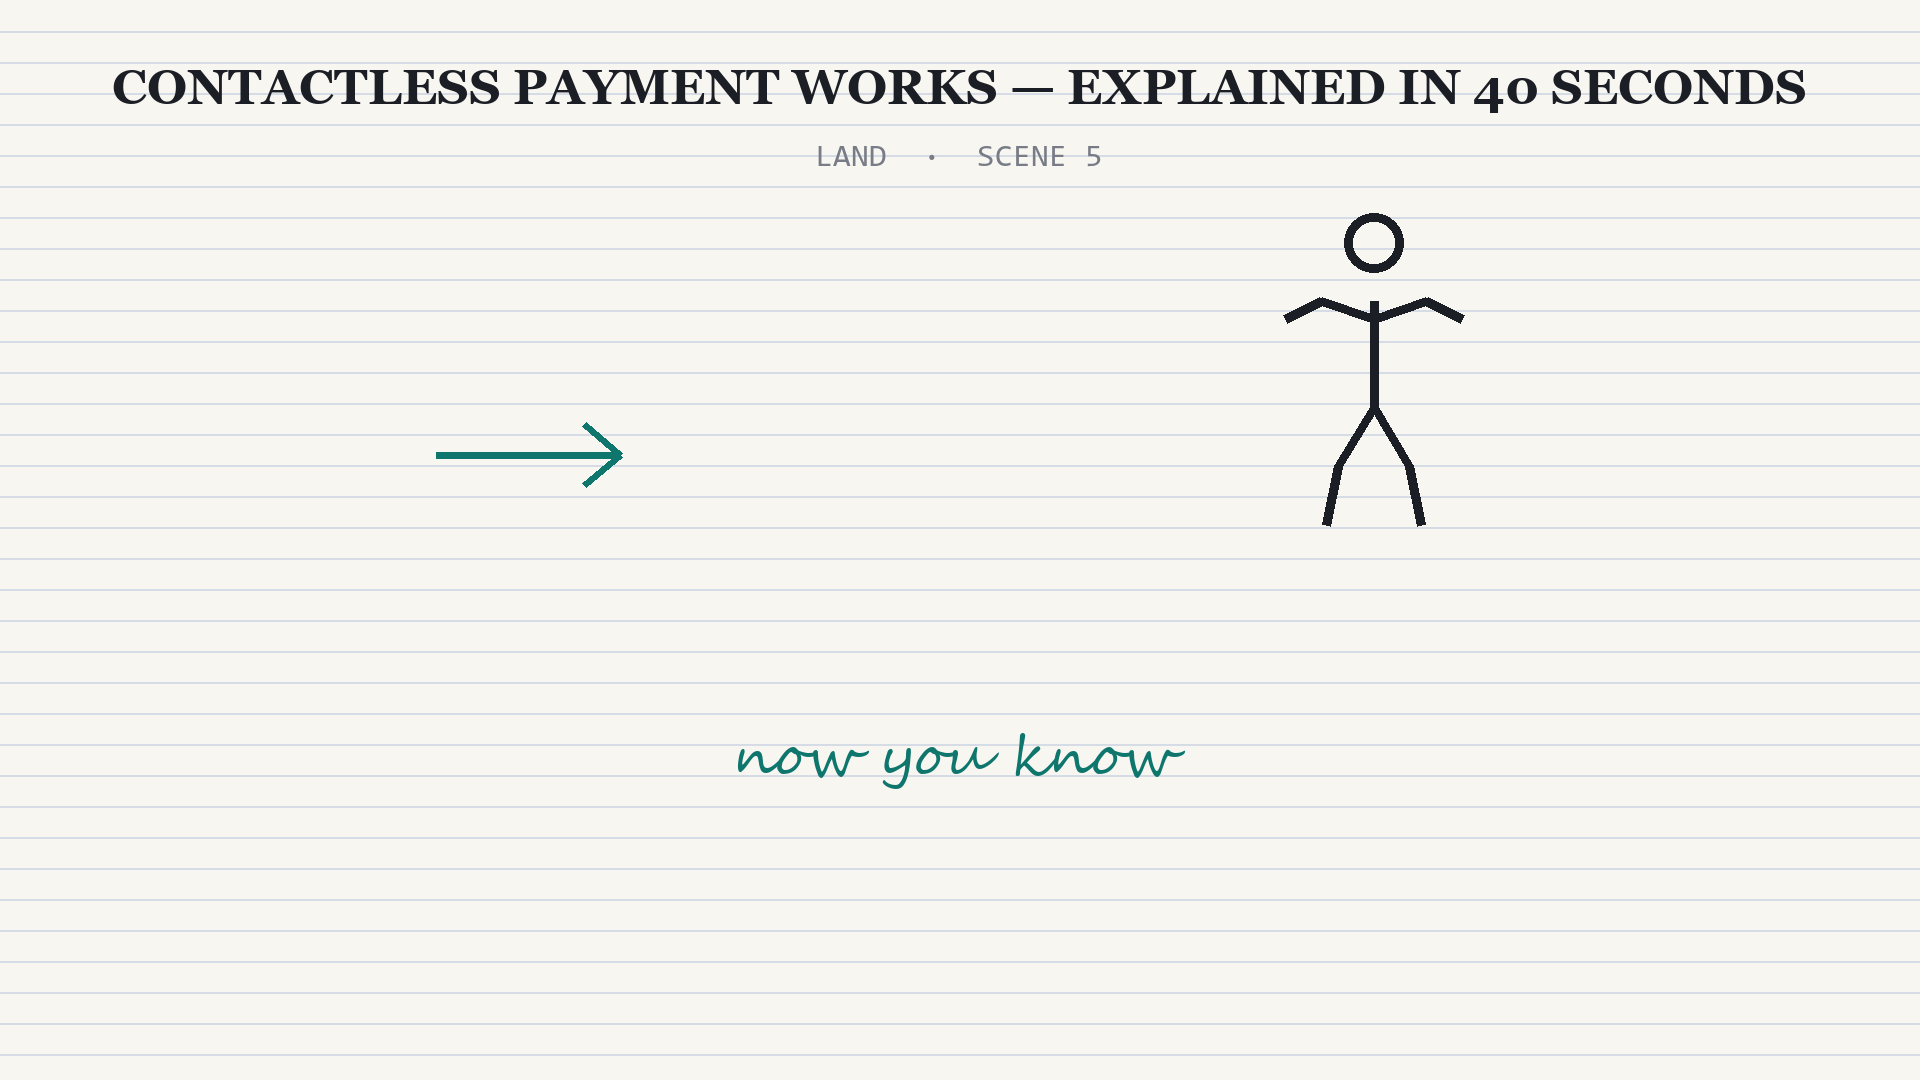 CONTACTLESS PAYMENT WORKS — EXPLAINED IN 40 SECONDS
LAND · SCENE 5
now you know